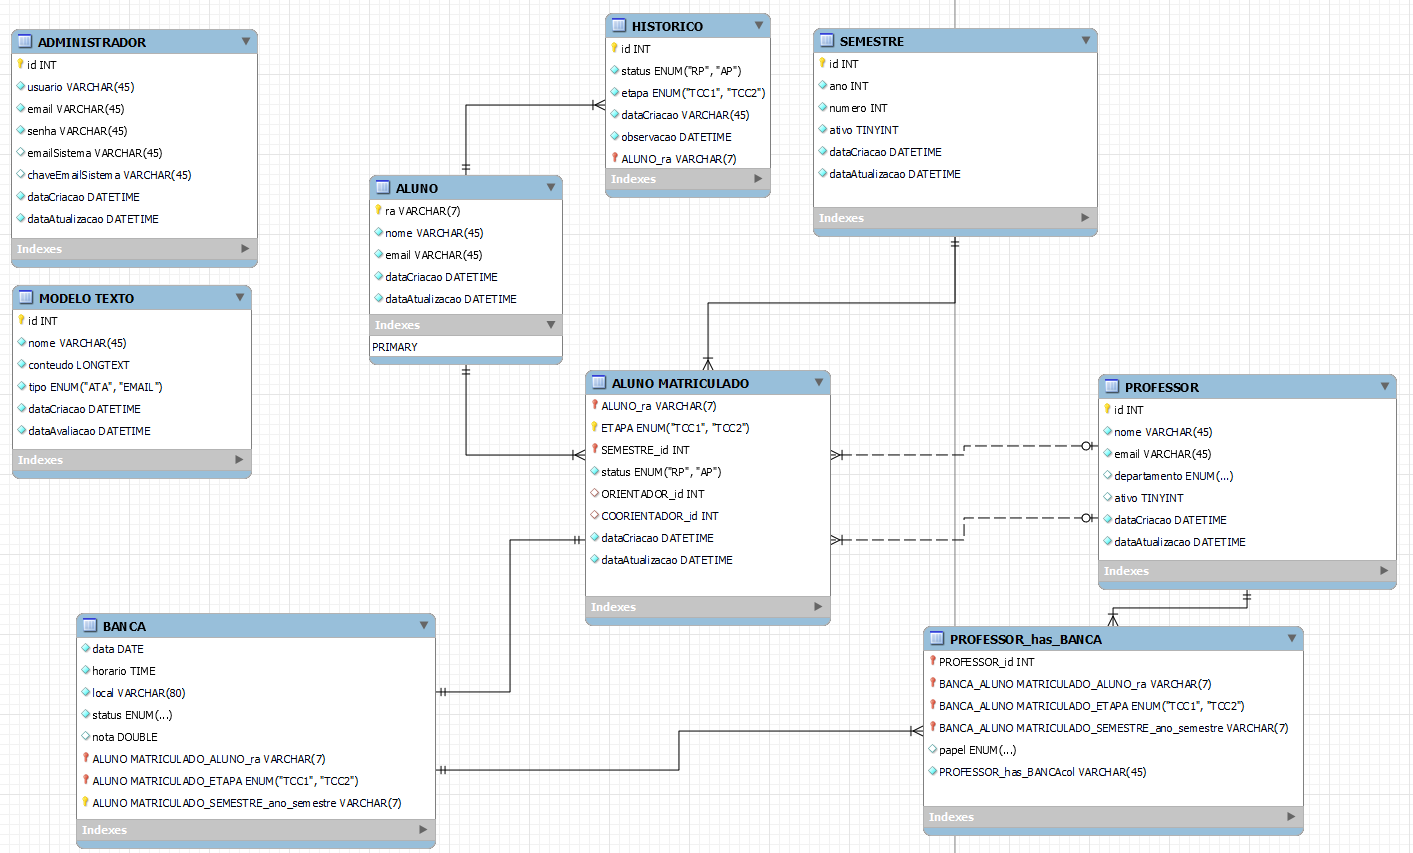 ADMINISTRADOR
id INT
usuario VARCHAR(45)
email VARCHAR(45)
senha VARCHAR(45)
emailSistema VARCHAR(45)
chaveEmailSistema VARCHAR(45)
dataCriacao DATETIME
dataAtualizacao DATETIME
Indexes
MODELO TEXTO
id INT
nome VARCHAR(45)
conteudo LONGTEXT
tipo ENUM("ATA", "EMAIL")
dataCriacao DATETIME
dataAvaliacao DATETIME
Indexes
HISTORICO
id INT
status ENUM("RP", "AP")
etapa ENUM("TCC1", "TCC2")
dataCriacao VARCHAR(45)
observacao DATETIME
ALUNO_ra VARCHAR(7)
Indexes
SEMESTRE
id INT
ano INT
numero INT
ativo TINYINT
dataCriacao DATETIME
dataAtualizacao DATETIME
Indexes
ALUNO
ra VARCHAR(7)
nome VARCHAR(45)
email VARCHAR(45)
dataCriacao DATETIME
dataAtualizacao DATETIME
Indexes
PRIMARY
ALUNO MATRICULADO
ALUNO_ra VARCHAR(7)
ETAPA ENUM("TCC1", "TCC2")
SEMESTRE_id INT
status ENUM("RP", "AP")
ORIENTADOR_id INT
COORIENTADOR_id INT
dataCriacao DATETIME
dataAtualizacao DATETIME
Indexes
PROFESSOR
id INT
nome VARCHAR(45)
email VARCHAR(45)
departamento ENUM(...)
ativo TINYINT
dataCriacao DATETIME
dataAtualizacao DATETIME
Indexes
BANCA
data DATE
horario TIME
local VARCHAR(80)
status ENUM(...)
nota DOUBLE
ALUNO MATRICULADO_ALUNO_ra VARCHAR(7)
ALUNO MATRICULADO_ETAPA ENUM("TCC1", "TCC2")
ALUNO MATRICULADO_SEMESTRE_ano_semestre VARCHAR(7)
Indexes
PROFESSOR_has_BANCA
PROFESSOR_id INT
BANCA_ALUNO MATRICULADO_ALUNO_ra VARCHAR(7)
BANCA_ALUNO MATRICULADO_ETAPA ENUM("TCC1", "TCC2")
BANCA_ALUNO MATRICULADO_SEMESTRE_ano_semestre VARCHAR(7)
papel ENUM(...)
PROFESSOR_has_BANCAcol VARCHAR(45)
Indexes